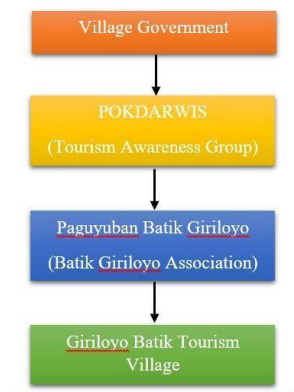 Village Government
POKDARWIS
(Tourism Awareness Group)
Paguyuban Batik Giriloyo
(Batik Giriloyo Association)
Giriloyo Batik Tourism
Village